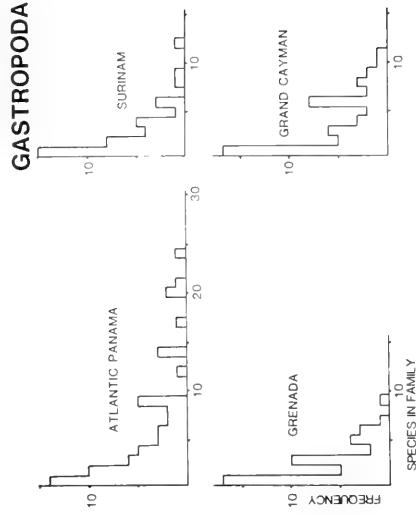 GASTROPODA
ATLANTIC PANAMA
10
10
20
30
SURINAM
10
10
GRENADA
10
10
FREQUENCY
SPECIES IN FAMILY
GRAND CAYMAN
10
10